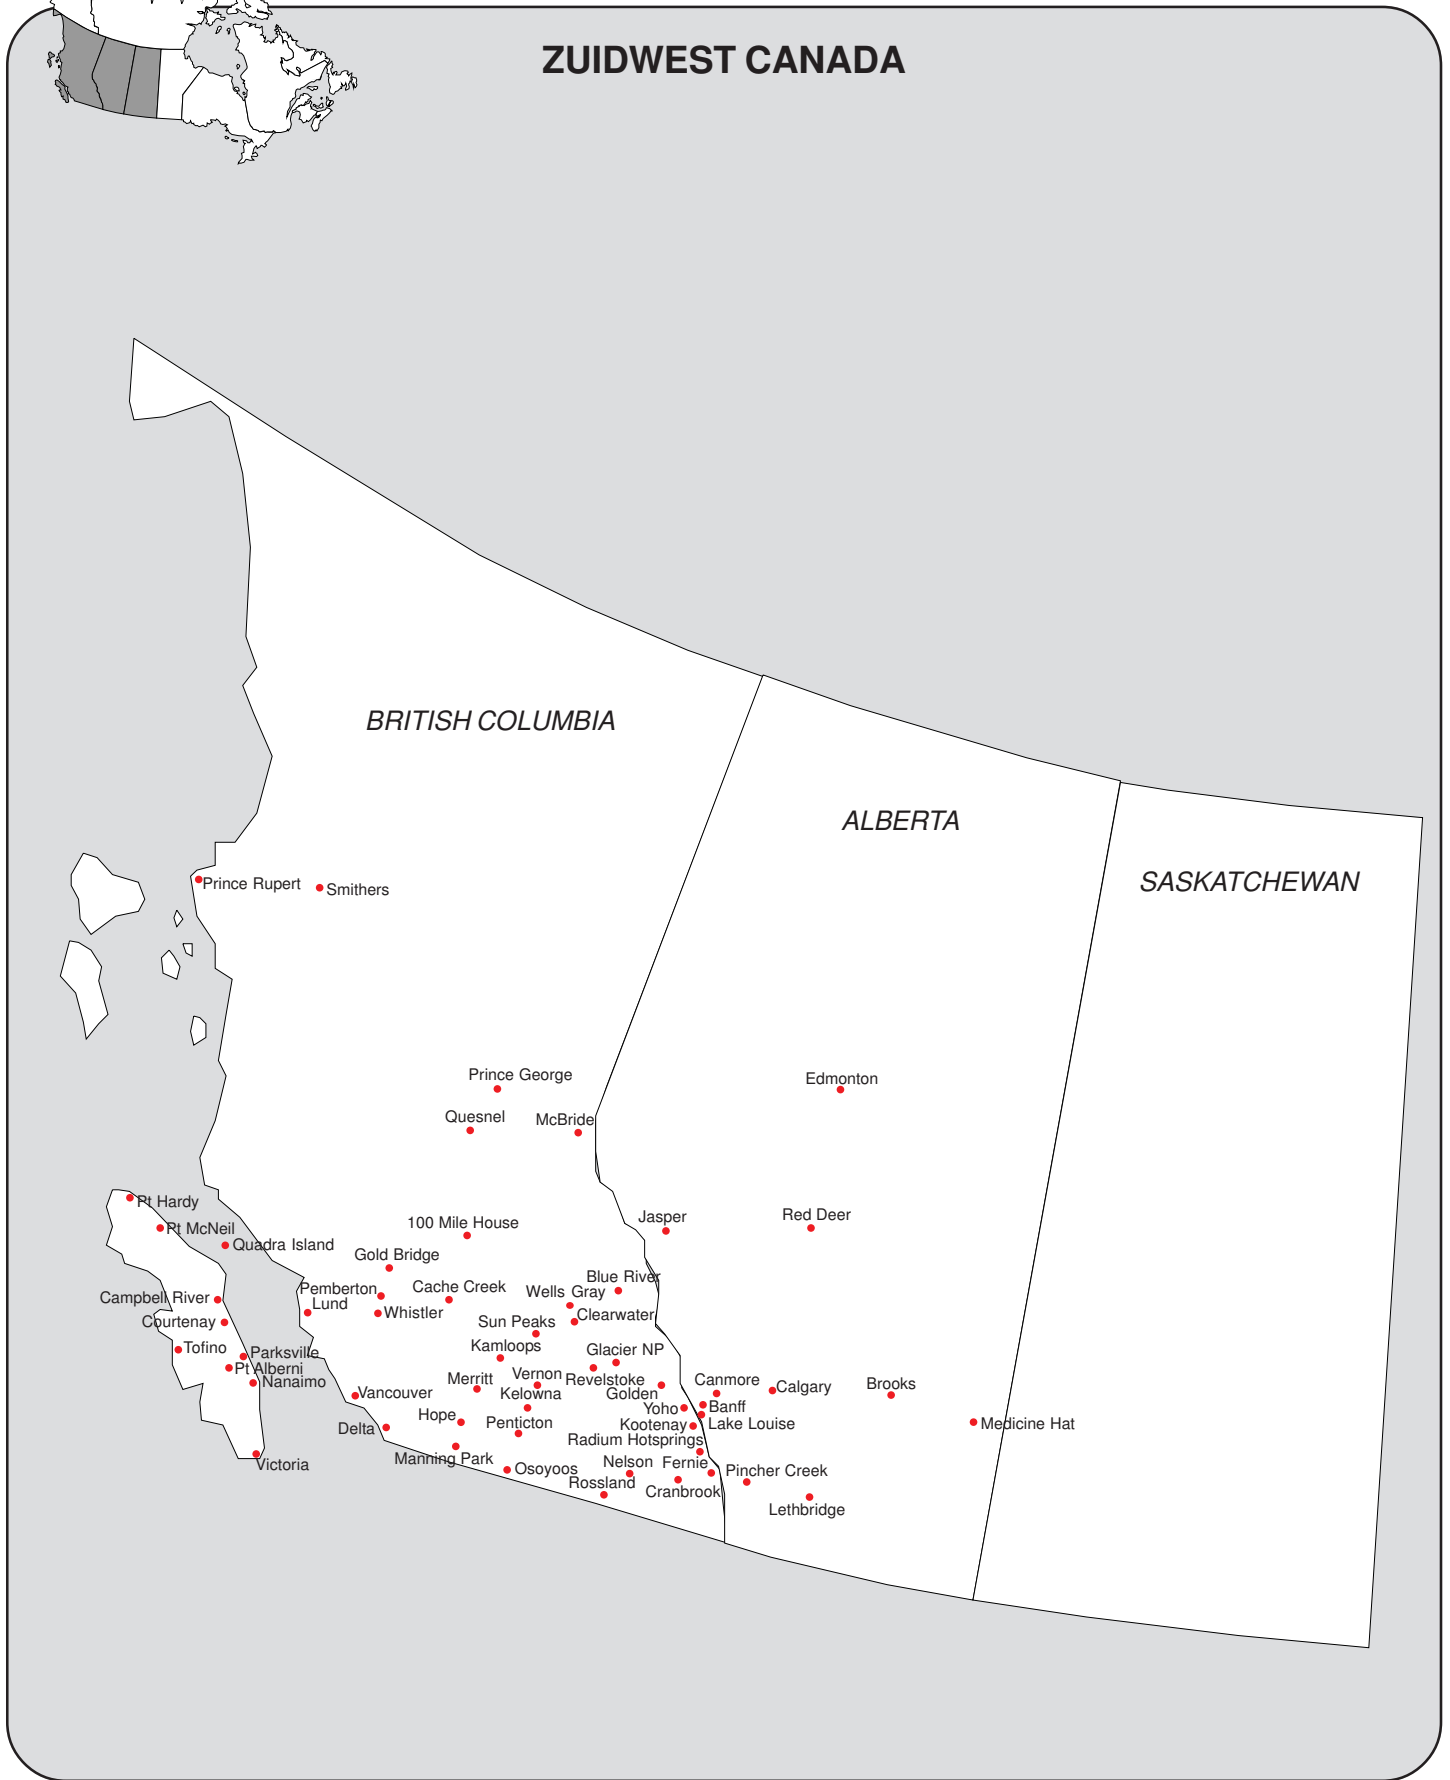 ZUIDWEST CANADA
BRITISH COLUMBIA
ALBERTA
SASKATCHEWAN
Prince Rupert
Smithers
Prince George
Edmonton
Quesnel
McBride
Pt Hardy
Pt McNeil
Quadra Island
100 Mile House
Jasper
Red Deer
Gold Bridge
Blue River
Pemberton
Cache Creek
Wells Gray
Campbell River
Lund
Whistler
Clearwater
Courtenay
Sun Peaks
Tofino
Kamloops
Glacier NP
Parksville
Pt Alberni
Nanaimo
Merritt
Vernon
Revelstoke
Canmore
Calgary
Brooks
Vancouver
Kelowna
Golden
Yoho
Banff
Hope
Penticton
Kootenay
Lake Louise
Medicine Hat
Delta
Radium Hotsprings
Manning Park
Victoria
Osoyoos
Nelson
Fernie
Pincher Creek
Rossland
Cranbrook
Lethbridge